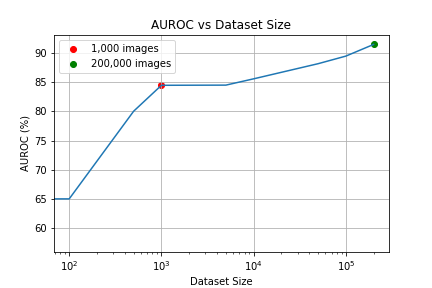 AUROC vs Dataset Size
1,000 images
200,000 images
AUROC (%)
90
85
80
75
70
65
60
10² 10³ 10⁴ 10⁵
Dataset Size